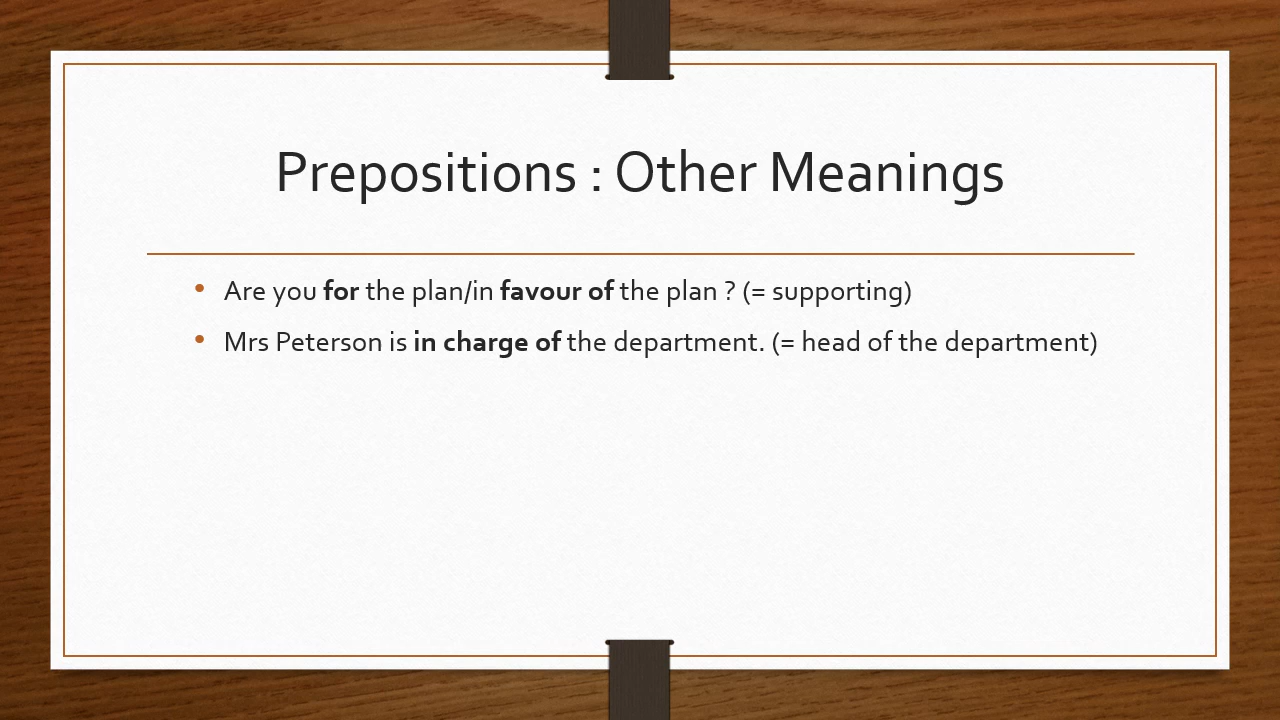 Prepositions : Other Meanings
• Are you for the plan/in favour of the plan ? (= supporting)
• Mrs Peterson is in charge of the department. (= head of the department)